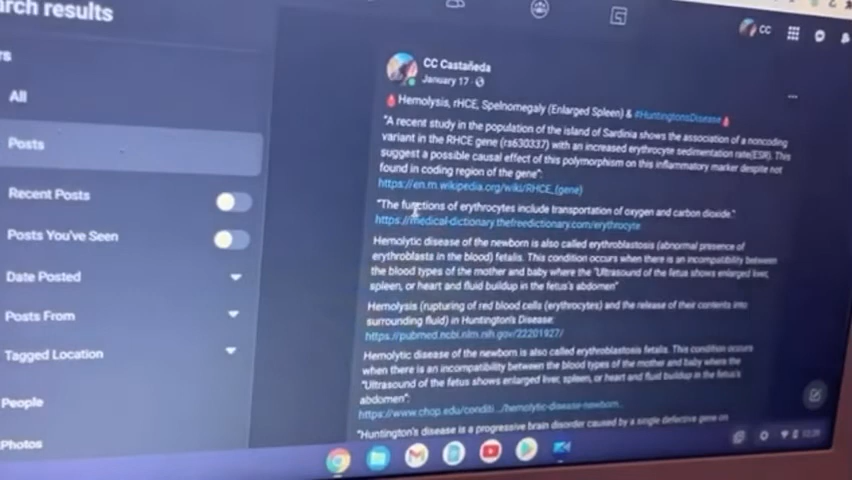 arch results
rs
All
Posts
Recent Posts
Posts You've Seen
Date Posted
Posts From
Tagged Location
People
Photos
CC
CC Castañeda
January 17
Hemolysis, rHCE, Spelnomegaly (Enlarged Spleen) & #HuntingtonsDisease
"A recent study in the population of the island of Sardinia shows the association of a noncoding
variant in the RHCE gene (rs630337) with an increased erythrocyte sedimentation rate(ESR). This
suggest a possible causal effect of this polymorphism on this inflammatory marker despite not
found in coding region of the gene":
https://en.m.wikipedia.org/wiki/RHCE_(gene)
"The functions of erythrocytes include transportation of oxygen and carbon dioxide."
https://medical-dictionary.thefreedictionary.com/erythrocyte
Hemolytic disease of the newborn is also called erythroblastosis (abnormal presence of
erythroblasts in the blood) fetalis. This condition occurs when there is an incompatibility between
the blood types of the mother and baby where the "Ultrasound of the fetus shows enlarged liver,
spleen, or heart and fluid buildup in the fetus's abdomen"
Hemolysis (rupturing of red blood cells (erythrocytes) and the release of their contents into
surrounding fluid) in Huntington's Disease:
https://pubmed.ncbi.nlm.nih.gov/22201927/
Hemolytic disease of the newborn is also called erythroblastosis fetalis. This condition occurs
when there is an incompatibility between the blood types of the mother and baby where the
"Ultrasound of the fetus shows enlarged liver, spleen, or heart and fluid buildup in the fetus's
abdomen":
https://www.chop.edu/conditi.../hemolytic-disease-newborn...
"Huntington's disease is a progressive brain disorder caused by a single defective gene on